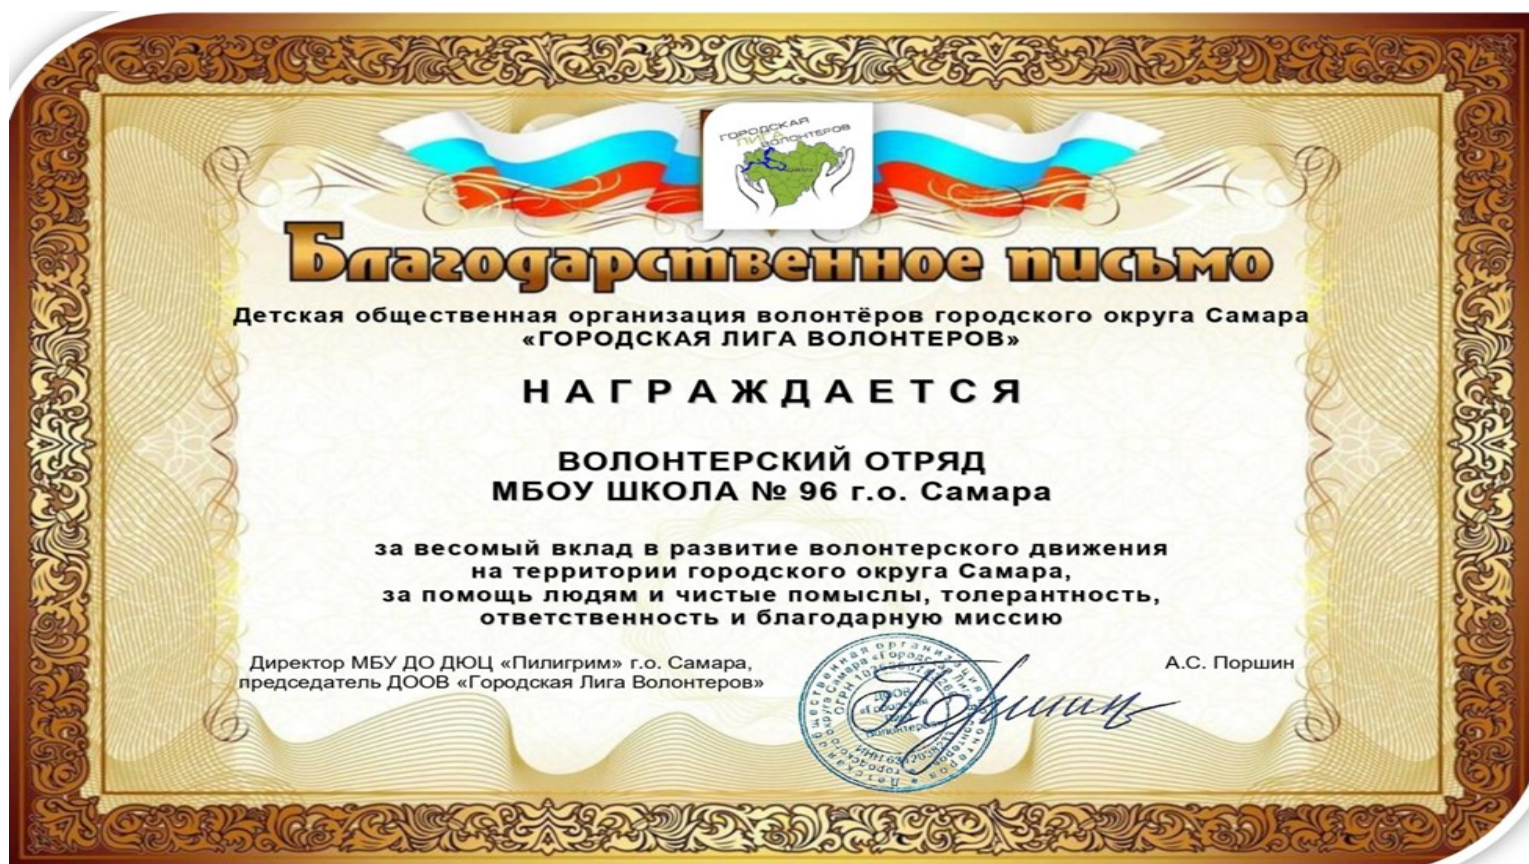 ГОРОДСКАЯ
ЛИГА
ВОЛОНТЕРОВ
Благодарственное письмо
Детская общественная организация волонтёров городского округа Самара
«ГОРОДСКАЯ ЛИГА ВОЛОНТЕРОВ»
НАГРАЖДАЕТСЯ
ВОЛОНТЕРСКИЙ ОТРЯД
МБОУ ШКОЛА № 96 г.о. Самара
за весомый вклад в развитие волонтерского движения
на территории городского округа Самара,
за помощь людям и чистые помыслы, толерантность,
ответственность и благодарную миссию
Директор МБУ ДО ДЮЦ «Пилигрим» г.о. Самара,
председатель ДООВ «Городская Лига Волонтеров»
А.С. Поршин